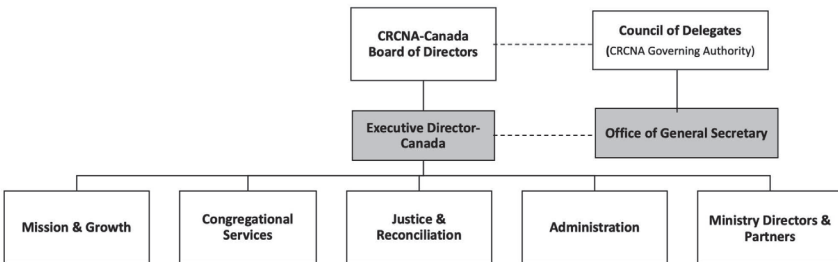 CRCNA-Canada
Board of Directors
Council of Delegates
(CRCNA Governing Authority)
Executive Director-
Canada
Office of General Secretary
Mission & Growth
Congregational
Services
Justice &
Reconciliation
Administration
Ministry Directors &
Partners